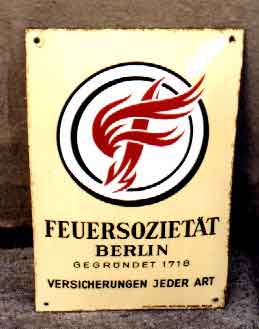 FEUERSOZIETÄT
BERLIN
GEGRÜNDET 1718
VERSICHERUNGEN JEDER ART